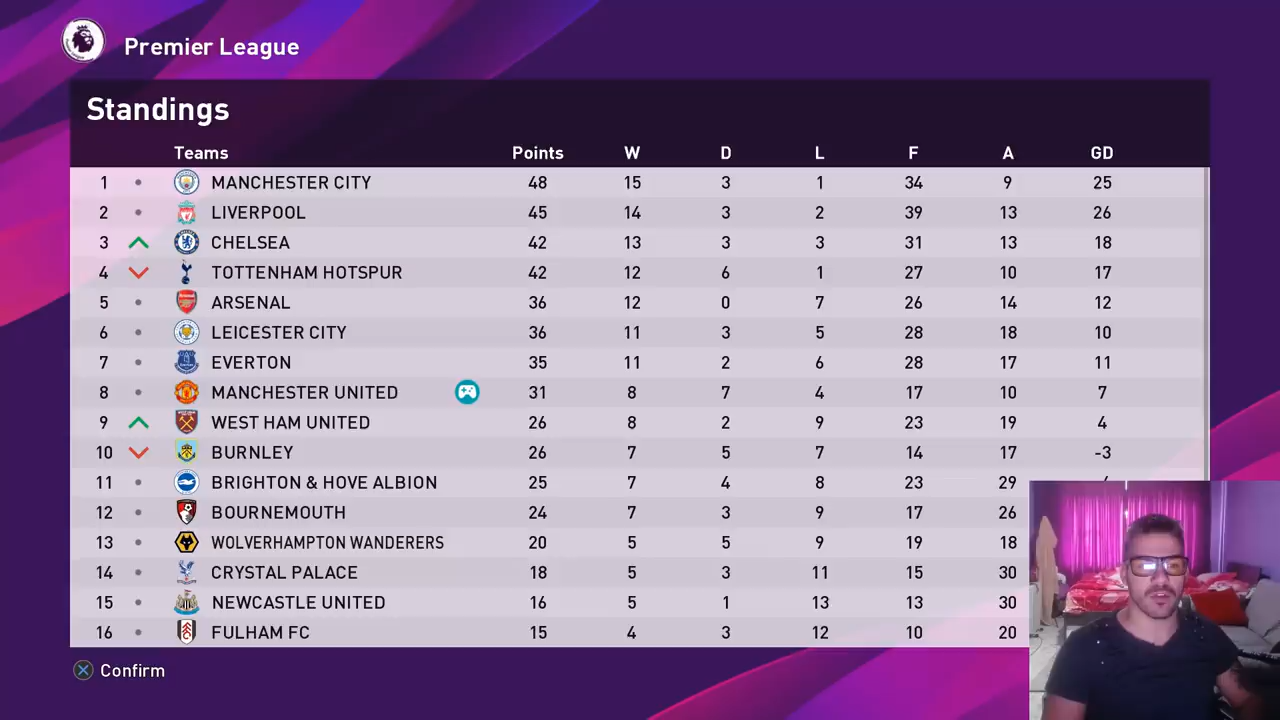 Premier League
Standings
Teams Points W D L F A GD
1 MANCHESTER CITY 48 15 3 1 34 9 25
2 LIVERPOOL 45 14 3 2 39 13 26
3 CHELSEA 42 13 3 3 31 13 18
4 TOTTENHAM HOTSPUR 42 12 6 1 27 10 17
5 ARSENAL 36 12 0 7 26 14 12
6 LEICESTER CITY 36 11 3 5 28 18 10
7 EVERTON 35 11 2 6 28 17 11
8 MANCHESTER UNITED 31 8 7 4 17 10 7
9 WEST HAM UNITED 26 8 2 9 23 19 4
10 BURNLEY 26 7 5 7 14 17 -3
11 BRIGHTON & HOVE ALBION 25 7 4 8 23 29
12 BOURNEMOUTH 24 7 3 9 17 26
13 WOLVERHAMPTON WANDERERS 20 5 5 9 19 18
14 CRYSTAL PALACE 18 5 3 11 15 30
15 NEWCASTLE UNITED 16 5 1 13 13 30
16 FULHAM FC 15 4 3 12 10 20
Confirm